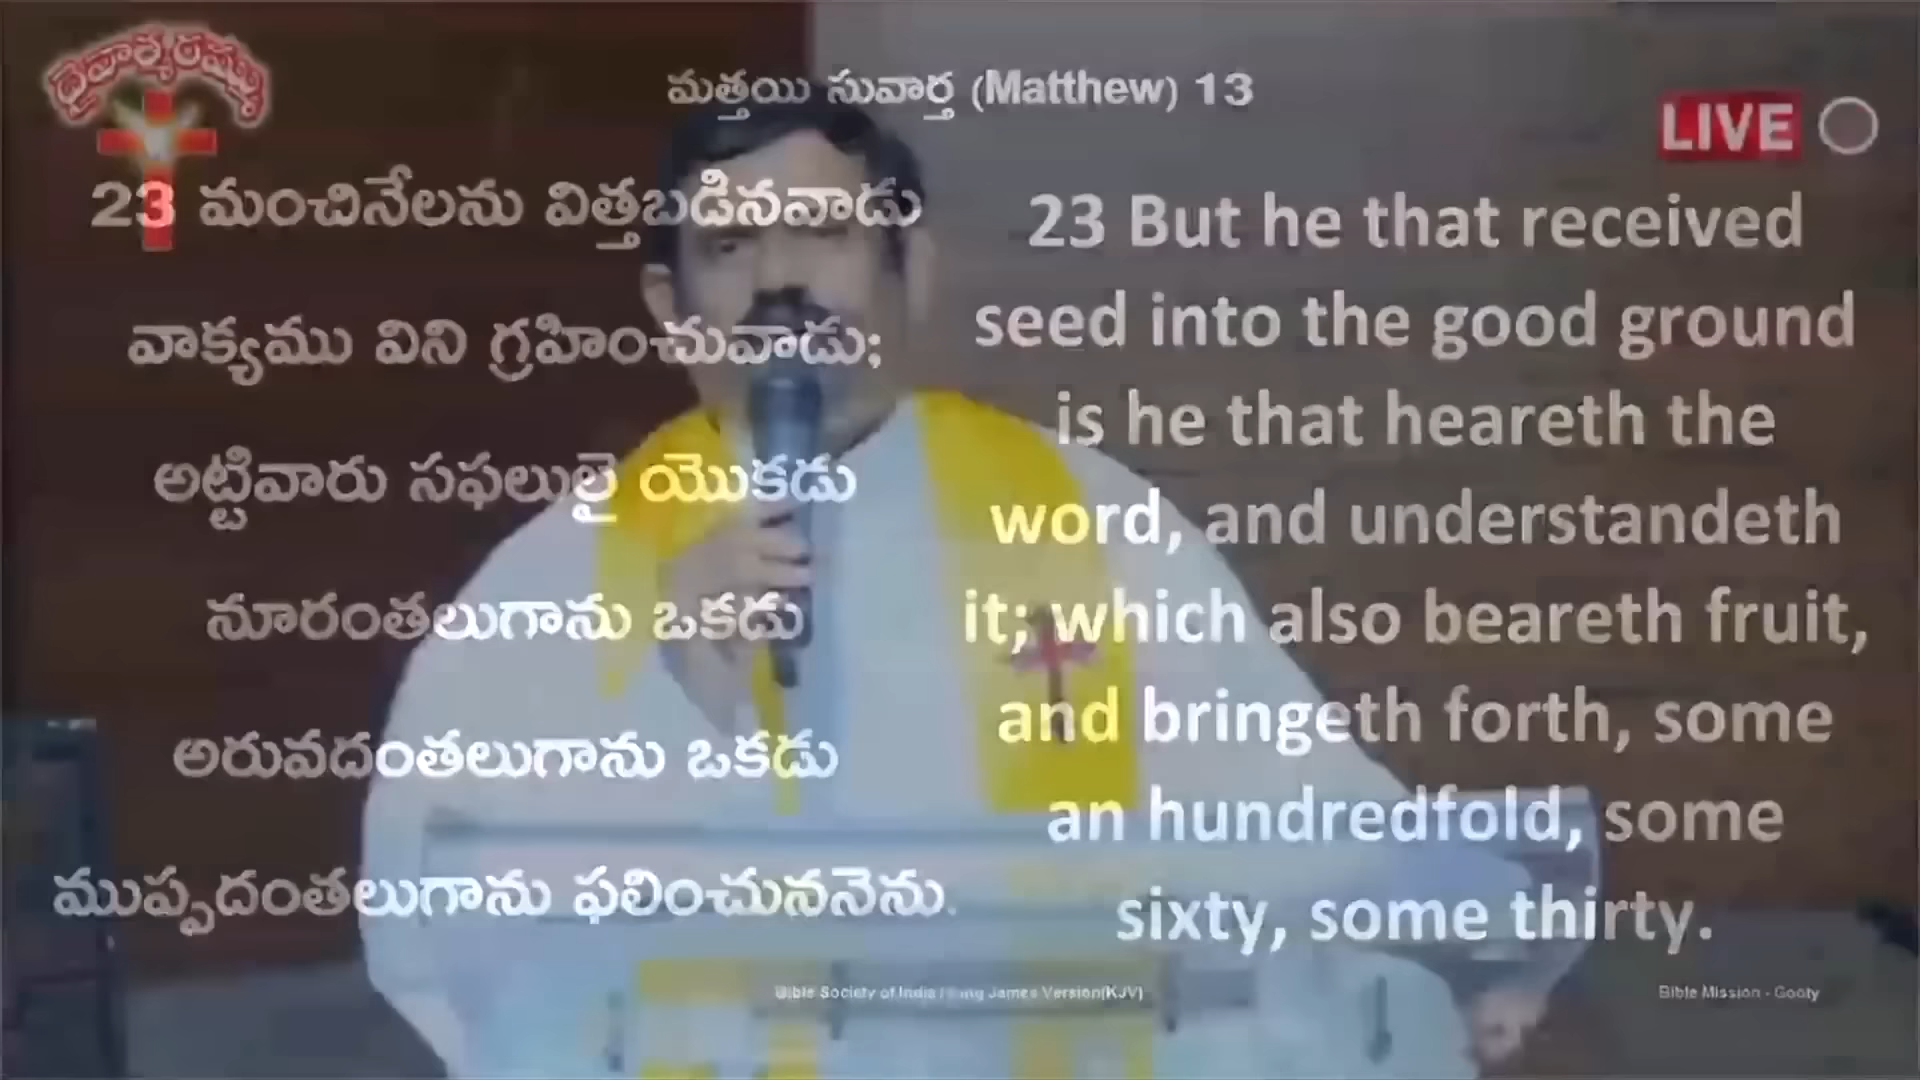 దైవాశ్రయము
మత్తయి సువార్త (Matthew) 13
LIVE
23 మంచినేలను విత్తబడినవాడు
వాక్యము విని గ్రహించువాడు;
అట్టివారు సఫలులై యొకడు
నూరంతలుగాను ఒకడు
అరువదంతలుగాను ఒకడు
ముప్పదంతలుగాను ఫలించుననెను.
23 But he that received
seed into the good ground
is he that heareth the
word, and understandeth
it; which also beareth fruit,
and bringeth forth, some
an hundredfold, some
sixty, some thirty.
Bible Society of India / King James Version(KJV)
Bible Mission - Gooty